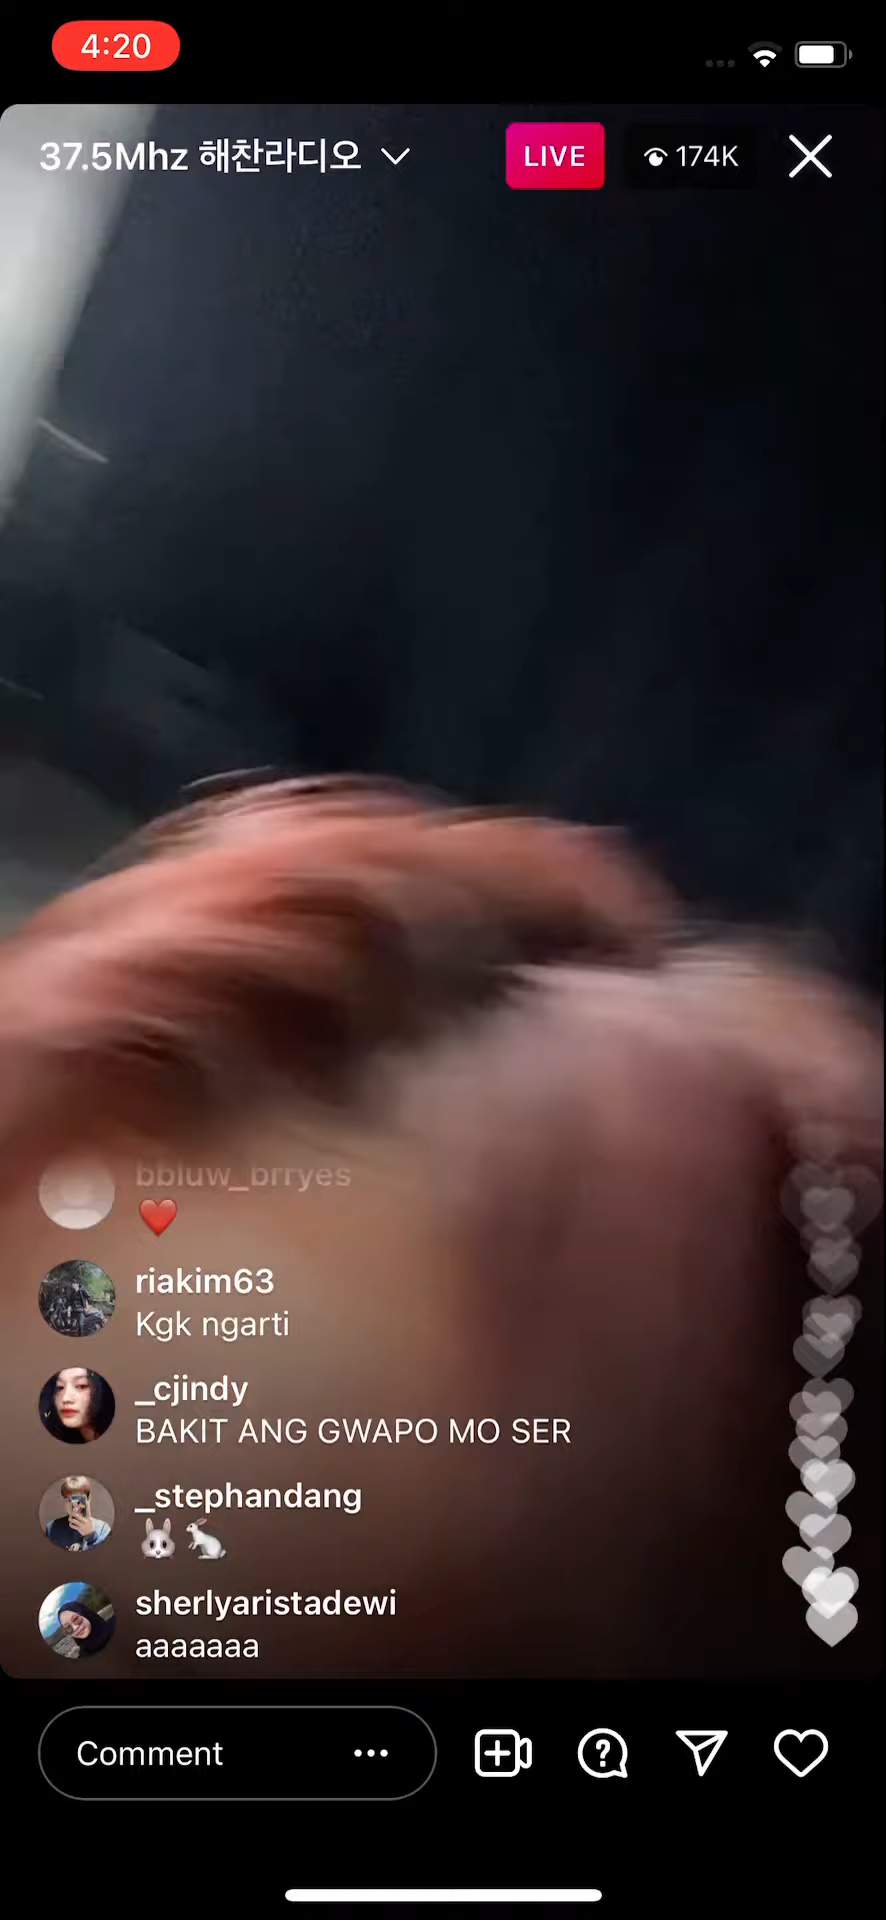 4:20
37.5Mhz 해찬라디오
LIVE
174K
bbluw_brryes
❤️
riakim63
Kgk ngarti
_cjindy
BAKIT ANG GWAPO MO SER
_stephandang
🐰🐇
sherlyaristadewi
aaaaaaa
Comment